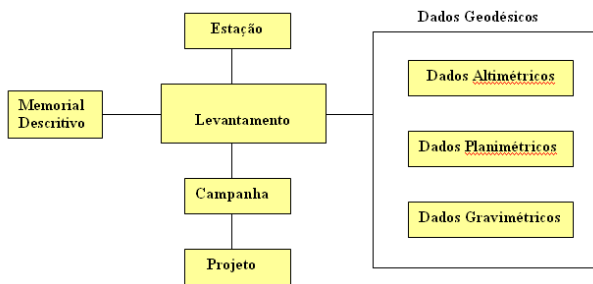 Dados Geodésicos
Estação
Dados Altimétricos
Memorial
Descritivo
Levantamento
Dados Planimétricos
Campanha
Dados Gravimétricos
Projeto